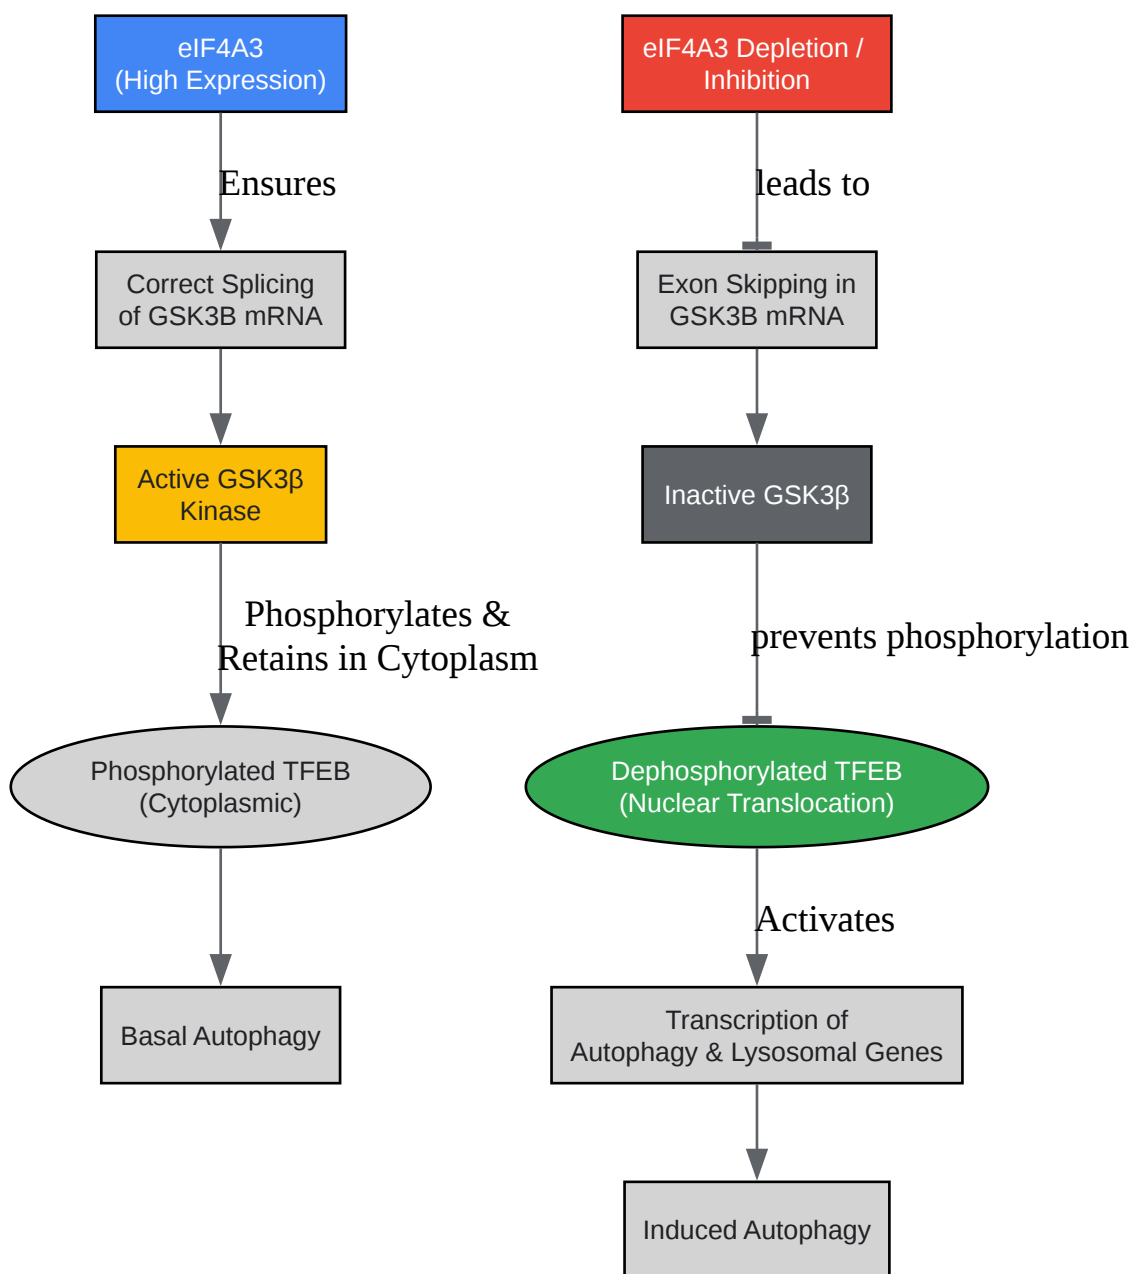 eIF4A3
(High Expression)
Ensures
Correct Splicing
of GSK3B mRNA
Active GSK3β
Kinase
Phosphorylates &
Retains in Cytoplasm
Phosphorylated TFEB
(Cytoplasmic)
Basal Autophagy
eIF4A3 Depletion /
Inhibition
leads to
Exon Skipping in
GSK3B mRNA
Inactive GSK3β
prevents phosphorylation
Dephosphorylated TFEB
(Nuclear Translocation)
Activates
Transcription of
Autophagy & Lysosomal Genes
Induced Autophagy